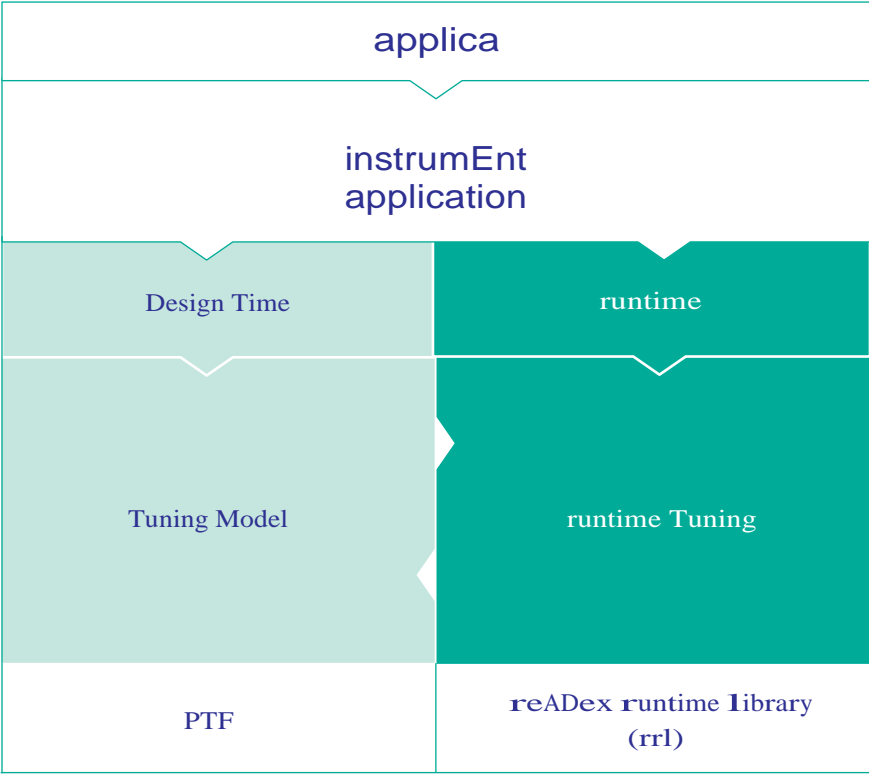 applica
instrumEnt
application
Design Time
runtime
Tuning Model
runtime Tuning
PTF
reADex runtime library
(rrl)